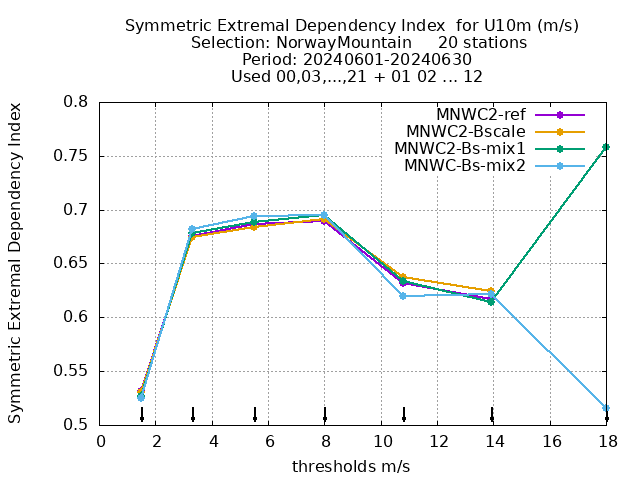 Symmetric Extremal Dependency Index  for U10m (m/s)
Selection: NorwayMountain     20 stations
Period: 20240601-20240630
Used 00,03,...,21 + 01 02 ... 12
Symmetric Extremal Dependency Index
0.8
0.75
0.7
0.65
0.6
0.55
0.5
MNWC2-ref
MNWC2-Bscale
MNWC2-Bs-mix1
MNWC-Bs-mix2
0 2 4 6 8 10 12 14 16 18
thresholds m/s